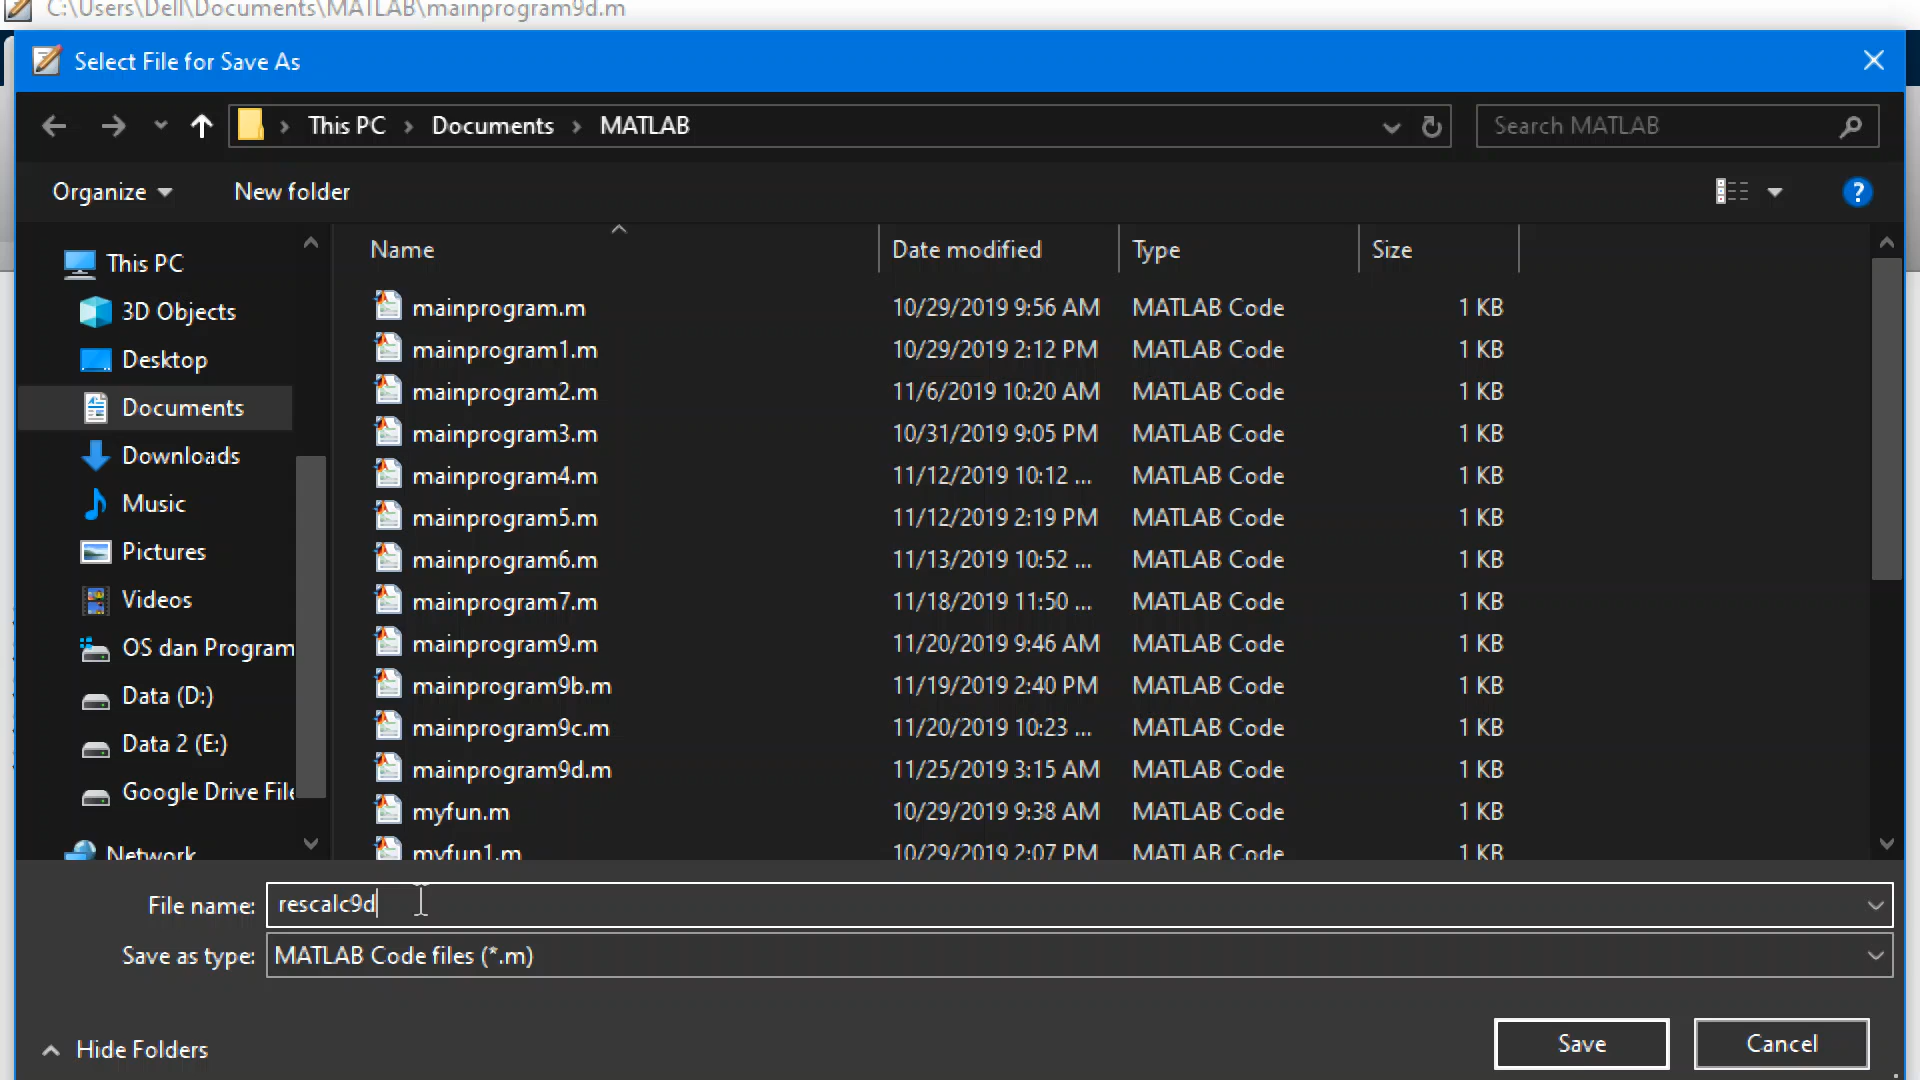 C:\Users\Dell\Documents\MATLAB\mainprogram9d.m
Select File for Save As
This PC > Documents > MATLAB
Search MATLAB
Organize
New folder
This PC
3D Objects
Desktop
Documents
Downloads
Music
Pictures
Videos
OS dan Program
Data (D:)
Data 2 (E:)
Google Drive File
Network
Name Date modified Type Size
mainprogram.m 10/29/2019 9:56 AM MATLAB Code 1 KB
mainprogram1.m 10/29/2019 2:12 PM MATLAB Code 1 KB
mainprogram2.m 11/6/2019 10:20 AM MATLAB Code 1 KB
mainprogram3.m 10/31/2019 9:05 PM MATLAB Code 1 KB
mainprogram4.m 11/12/2019 10:12 ... MATLAB Code 1 KB
mainprogram5.m 11/12/2019 2:19 PM MATLAB Code 1 KB
mainprogram6.m 11/13/2019 10:52 ... MATLAB Code 1 KB
mainprogram7.m 11/18/2019 11:50 ... MATLAB Code 1 KB
mainprogram9.m 11/20/2019 9:46 AM MATLAB Code 1 KB
mainprogram9b.m 11/19/2019 2:40 PM MATLAB Code 1 KB
mainprogram9c.m 11/20/2019 10:23 ... MATLAB Code 1 KB
mainprogram9d.m 11/25/2019 3:15 AM MATLAB Code 1 KB
myfun.m 10/29/2019 9:38 AM MATLAB Code 1 KB
myfun1.m 10/29/2019 2:07 PM MATLAB Code 1 KB
File name: rescalc9d
Save as type: MATLAB Code files (*.m)
Hide Folders
Save
Cancel